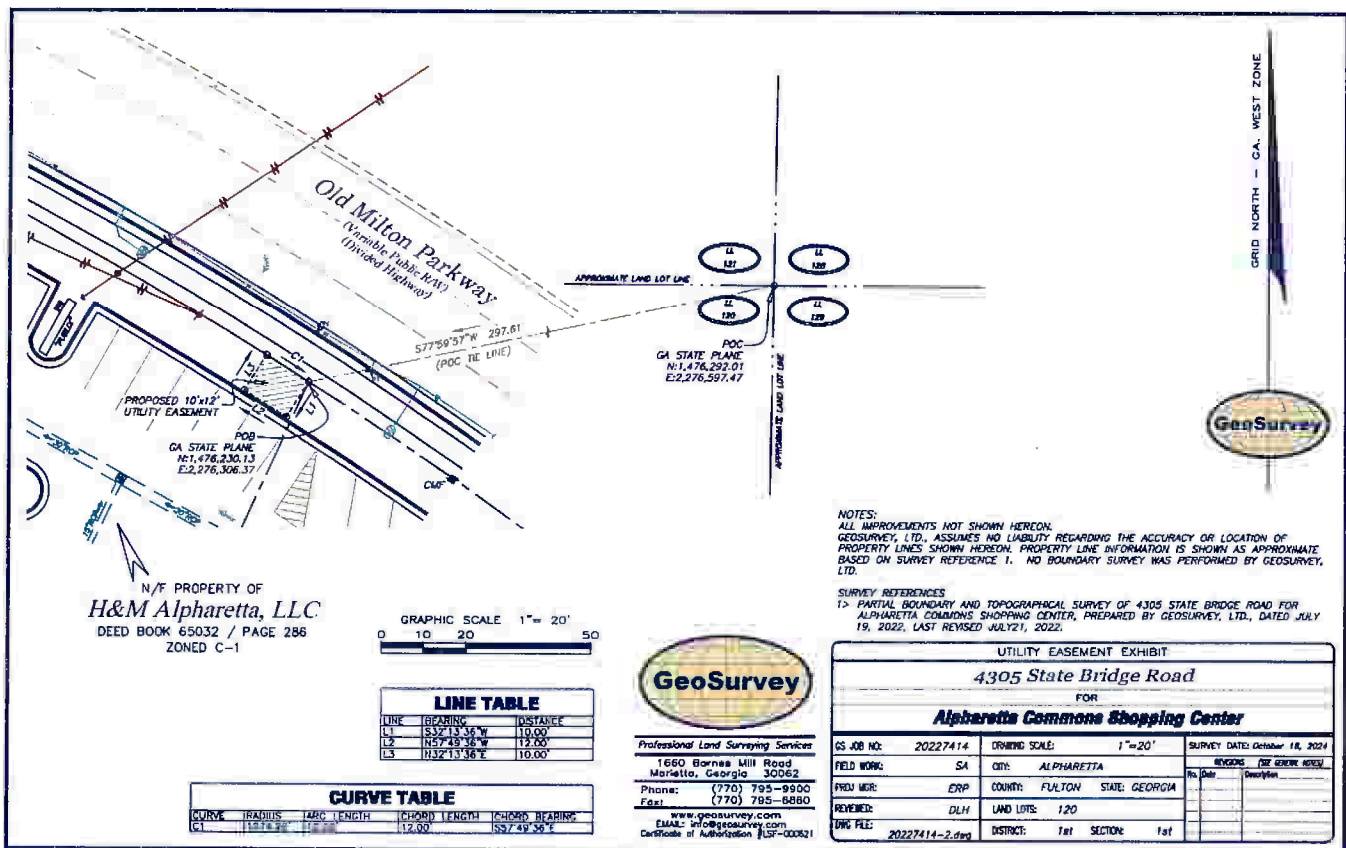 Old Milton Parkway
(Variable Public R/W)
(Divided Highway)
C1
S77°59'57"W 297.61
(POC TIE LINE)
L3
L2
L1
PROPOSED 10'x12'
UTILITY EASEMENT
POB
GA STATE PLANE
N:1,476,230.13
E:2,276,306.37
CMF
LL
121
LL
LL
120
LL
129
APPROXIMATE LAND LOT LINE
APPROXIMATE LAND LOT LINE
POC
GA STATE PLANE
N:1,476,292.01
E:2,276,597.47
GRID NORTH - GA. WEST ZONE
GeoSurvey
N/F PROPERTY OF
H&M Alpharetta, LLC
DEED BOOK 65032 / PAGE 286
ZONED C-1
GRAPHIC SCALE 1"= 20'
0 10 20 50
LINE TABLE
LINE BEARING DISTANCE
L1 S32°13'36"W 10.00'
L2 N57°49'36"W 12.00'
L3 N32°13'36"E 10.00'
CURVE TABLE
CURVE RADIUS ARC LENGTH CHORD LENGTH CHORD BEARING
C1 12.00' S57°49'36"E
GeoSurvey
Professional Land Surveying Services
1660 Barnes Mill Road
Marietta, Georgia 30062
Phone: (770) 795-9900
Fax: (770) 795-8880
www.geosurvey.com
EMAIL: info@geosurvey.com
Certificate of Authorization #LSF-000621
NOTES:
ALL IMPROVEMENTS NOT SHOWN HEREON.
GEOSURVEY, LTD., ASSUMES NO LIABILITY REGARDING THE ACCURACY OR LOCATION OF
PROPERTY LINES SHOWN HEREON. PROPERTY LINE INFORMATION IS SHOWN AS APPROXIMATE
BASED ON SURVEY REFERENCE 1. NO BOUNDARY SURVEY WAS PERFORMED BY GEOSURVEY,
LTD.
SURVEY REFERENCES
1> PARTIAL BOUNDARY AND TOPOGRAPHICAL SURVEY OF 4305 STATE BRIDGE ROAD FOR
ALPHARETTA COMMONS SHOPPING CENTER, PREPARED BY GEOSURVEY, LTD., DATED JULY
19, 2022, LAST REVISED JULY21, 2022.
UTILITY EASEMENT EXHIBIT
4305 State Bridge Road
FOR
Alpharetta Commons Shopping Center
GS JOB NO: 20227414 DRAWING SCALE: 1"=20' SURVEY DATE: October 18, 2024
FIELD WORK: SA CITY: ALPHARETTA REVISIONS (SEE GENERAL NOTES)
No. Date Description
PROJ MGR: ERP COUNTY: FULTON STATE: GEORGIA
REVIEWED: DLH LAND LOTS: 120
DWG FILE: 20227414-2.dwg DISTRICT: 1st SECTION: 1st